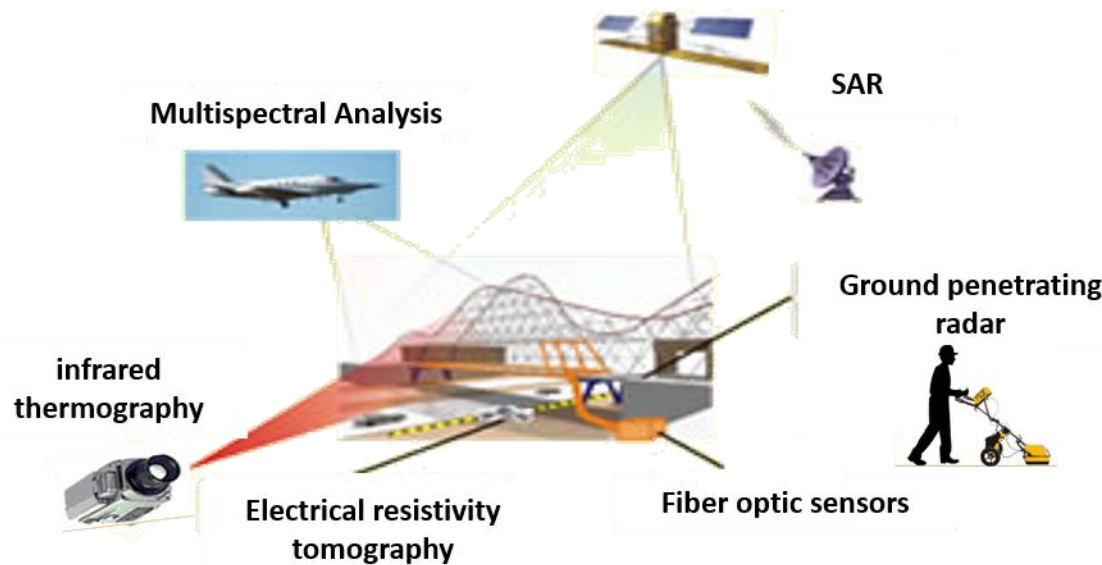 SAR
Multispectral Analysis
Ground penetrating
radar
infrared
thermography
Electrical resistivity
tomography
Fiber optic sensors